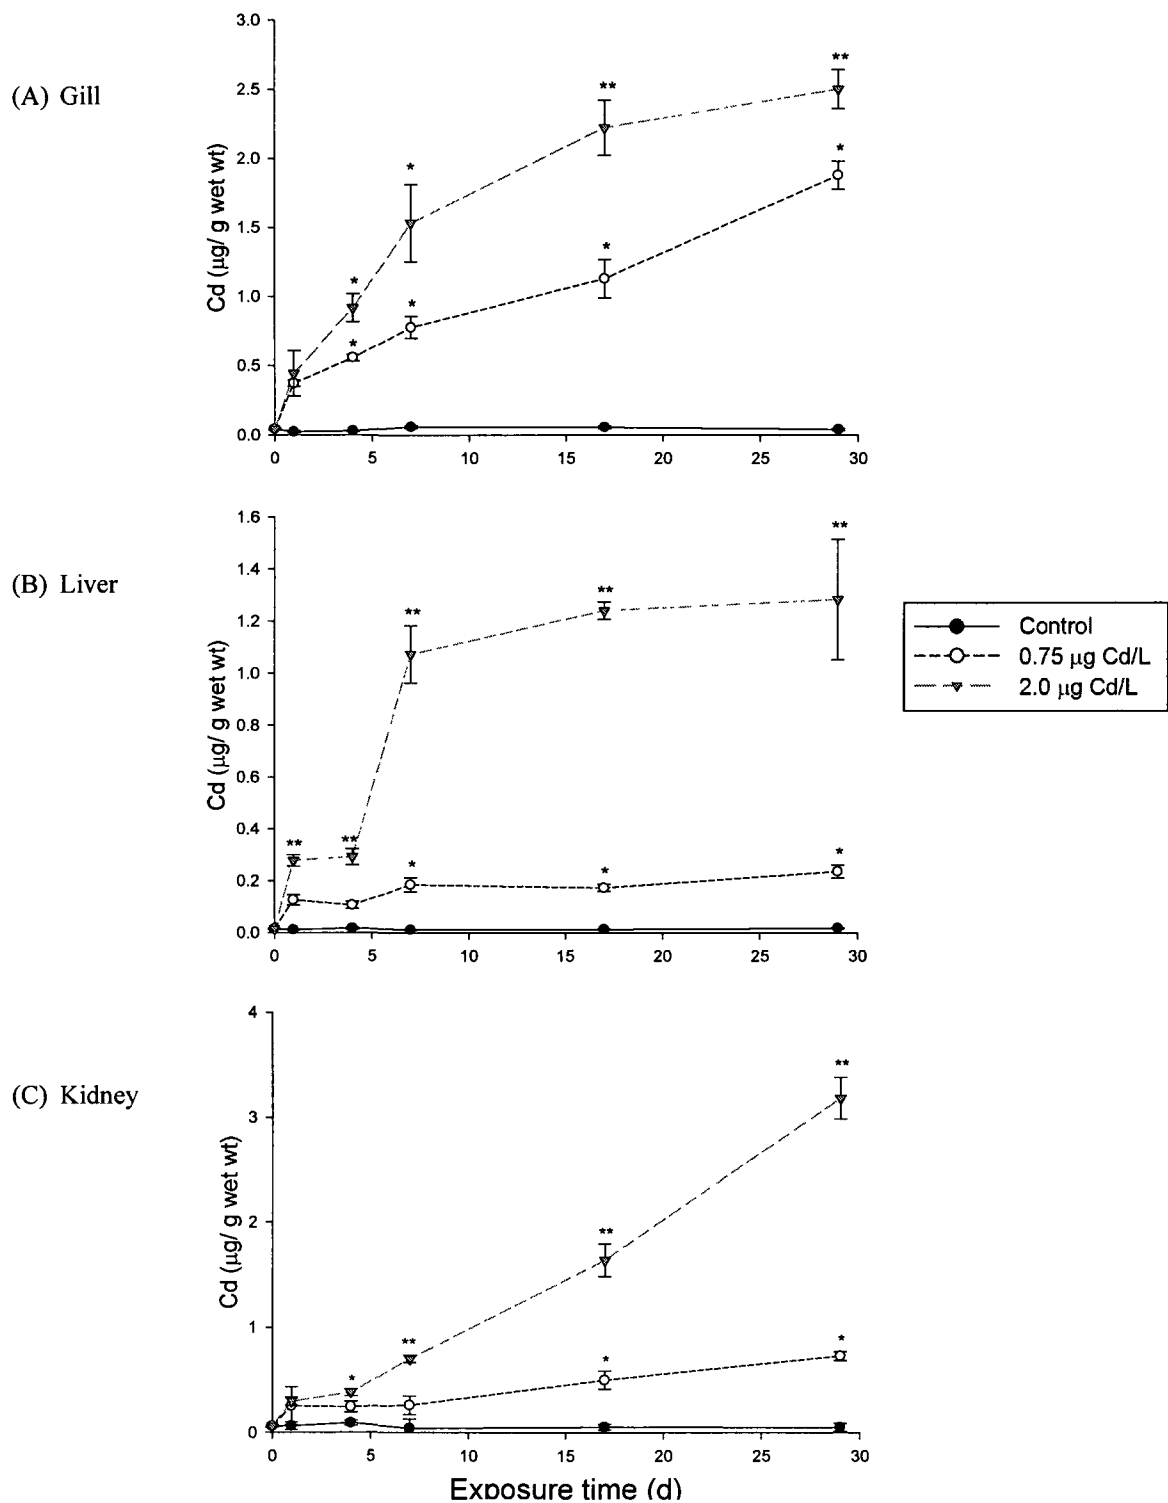 (A) Gill
Cd (μg/ g wet wt)
3.0
2.5
2.0
1.5
1.0
0.5
0.0
** ** * * * * * * *
0 5 10 15 20 25 30
(B) Liver
Cd (μg/ g wet wt)
1.6
1.4
1.2
1.0
0.8
0.6
0.4
0.2
0.0
** ** ** ** ** * * *
0 5 10 15 20 25 30
Control
0.75 μg Cd/L
2.0 μg Cd/L
(C) Kidney
Cd (μg/ g wet wt)
4
3
2
1
0
** ** ** * * *
0 5 10 15 20 25 30
Exposure time (d)